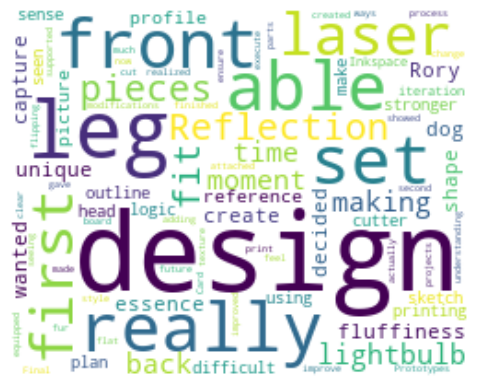 sense profile created ways process
front laser
capture seen picture much now cut realized ensure execute parts make Inkspace supported change
able Rory
pieces iteration
leg modifications finished stronger
flipping Reflection showed dog
fit time set
unique moment attached second
outline reference making shape
head logic create decided cutter
wanted clear seeing first gave board adding Card texture print feel actually projects understanding
design
made future
style essence using sketch
really improved printing
equipped fur flat fluffiness
plan back lightbulb
Final difficult improve Prototypes